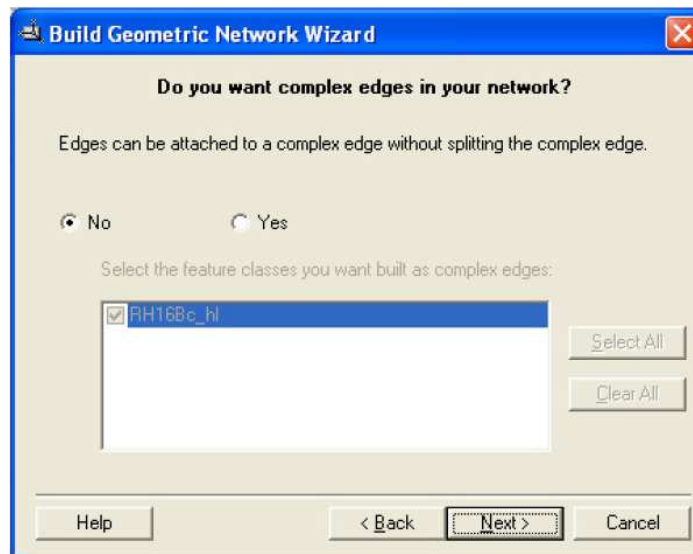 Build Geometric Network Wizard
Do you want complex edges in your network?
Edges can be attached to a complex edge without splitting the complex edge.
No Yes
Select the feature classes you want built as complex edges:
RH16Bc_hl
Select All
Clear All
Help < Back Next > Cancel